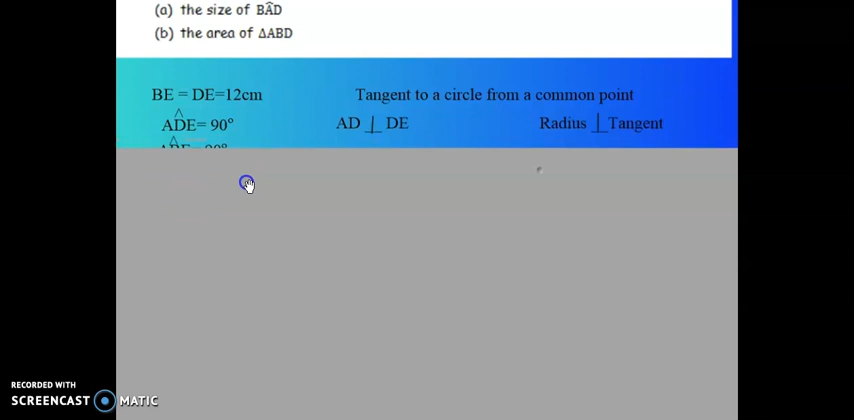 (a) the size of BÂD
(b) the area of ΔABD
BE = DE=12cm Tangent to a circle from a common point
AD̂E= 90° AD ⊥ DE Radius ⊥ Tangent
RECORDED WITH
SCREENCAST MATIC